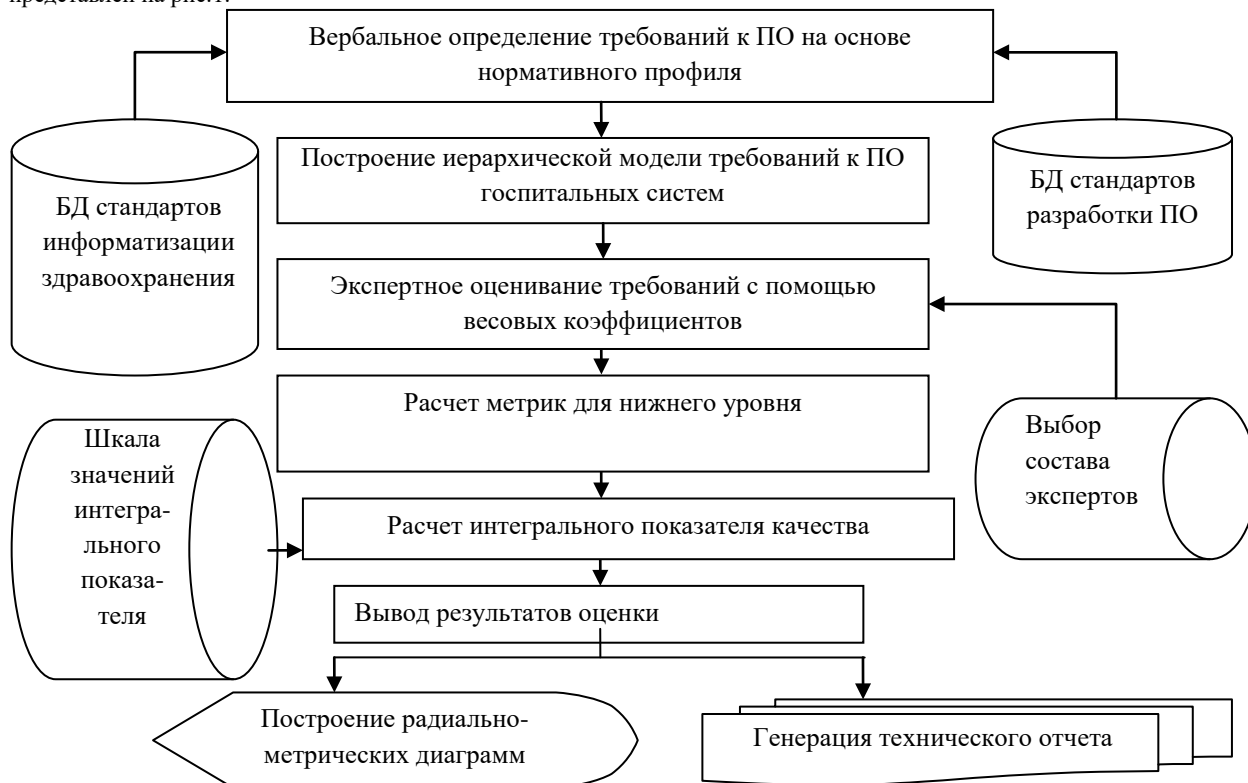 представлен на рис.1.
Вербальное определение требований к ПО на основе
нормативного профиля
Построение иерархической модели требований к ПО
госпитальных систем
БД стандартов
информатизации
здравоохранения
БД стандартов
разработки ПО
Экспертное оценивание требований с помощью
весовых коэффициентов
Расчет метрик для нижнего уровня
Шкала
значений
интегра-
льного
показа-
теля
Выбор
состава
экспертов
Расчет интегрального показателя качества
Вывод результатов оценки
Построение радиально-
метрических диаграмм
Генерация технического отчета